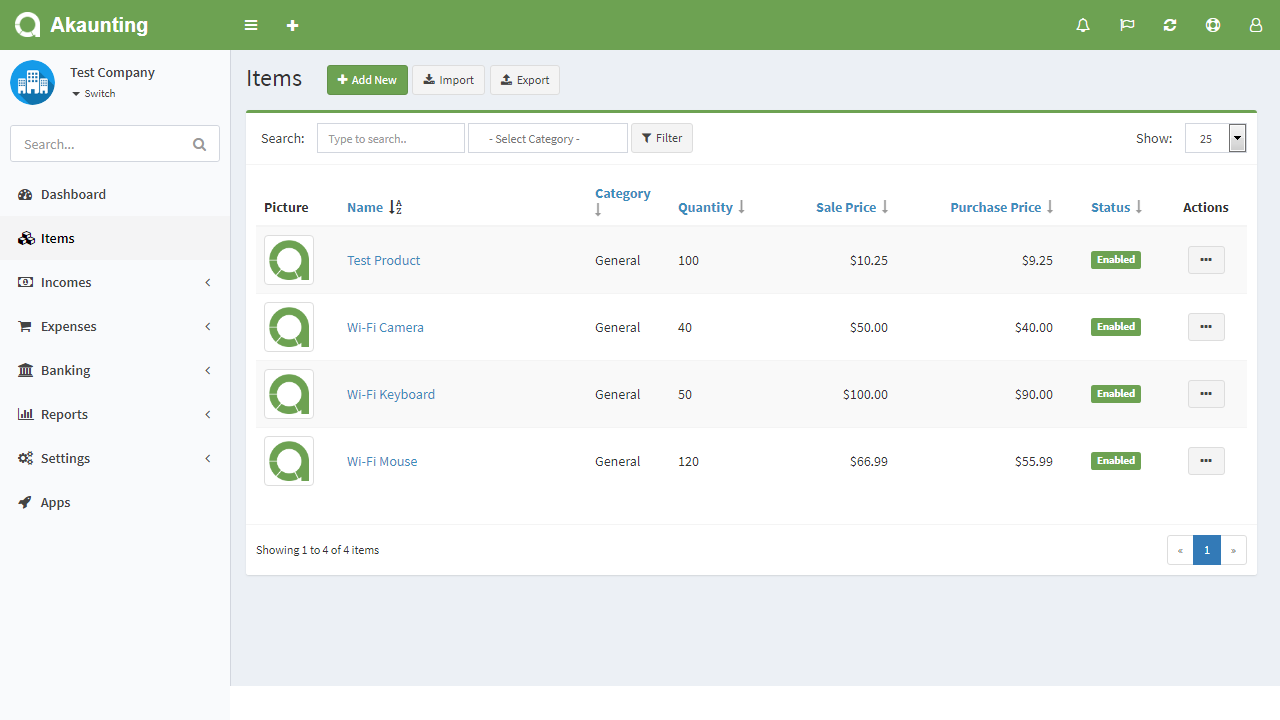 Akaunting
Test Company
Switch
Search...
Dashboard
Items
Incomes
Expenses
Banking
Reports
Settings
Apps
Items
Add New Import Export
Search: Type to search.. - Select Category - Filter Show: 25
Picture Name Category Quantity Sale Price Purchase Price Status Actions
Test Product General 100 $10.25 $9.25 Enabled
Wi-Fi Camera General 40 $50.00 $40.00 Enabled
Wi-Fi Keyboard General 50 $100.00 $90.00 Enabled
Wi-Fi Mouse General 120 $66.99 $55.99 Enabled
Showing 1 to 4 of 4 items « 1 »